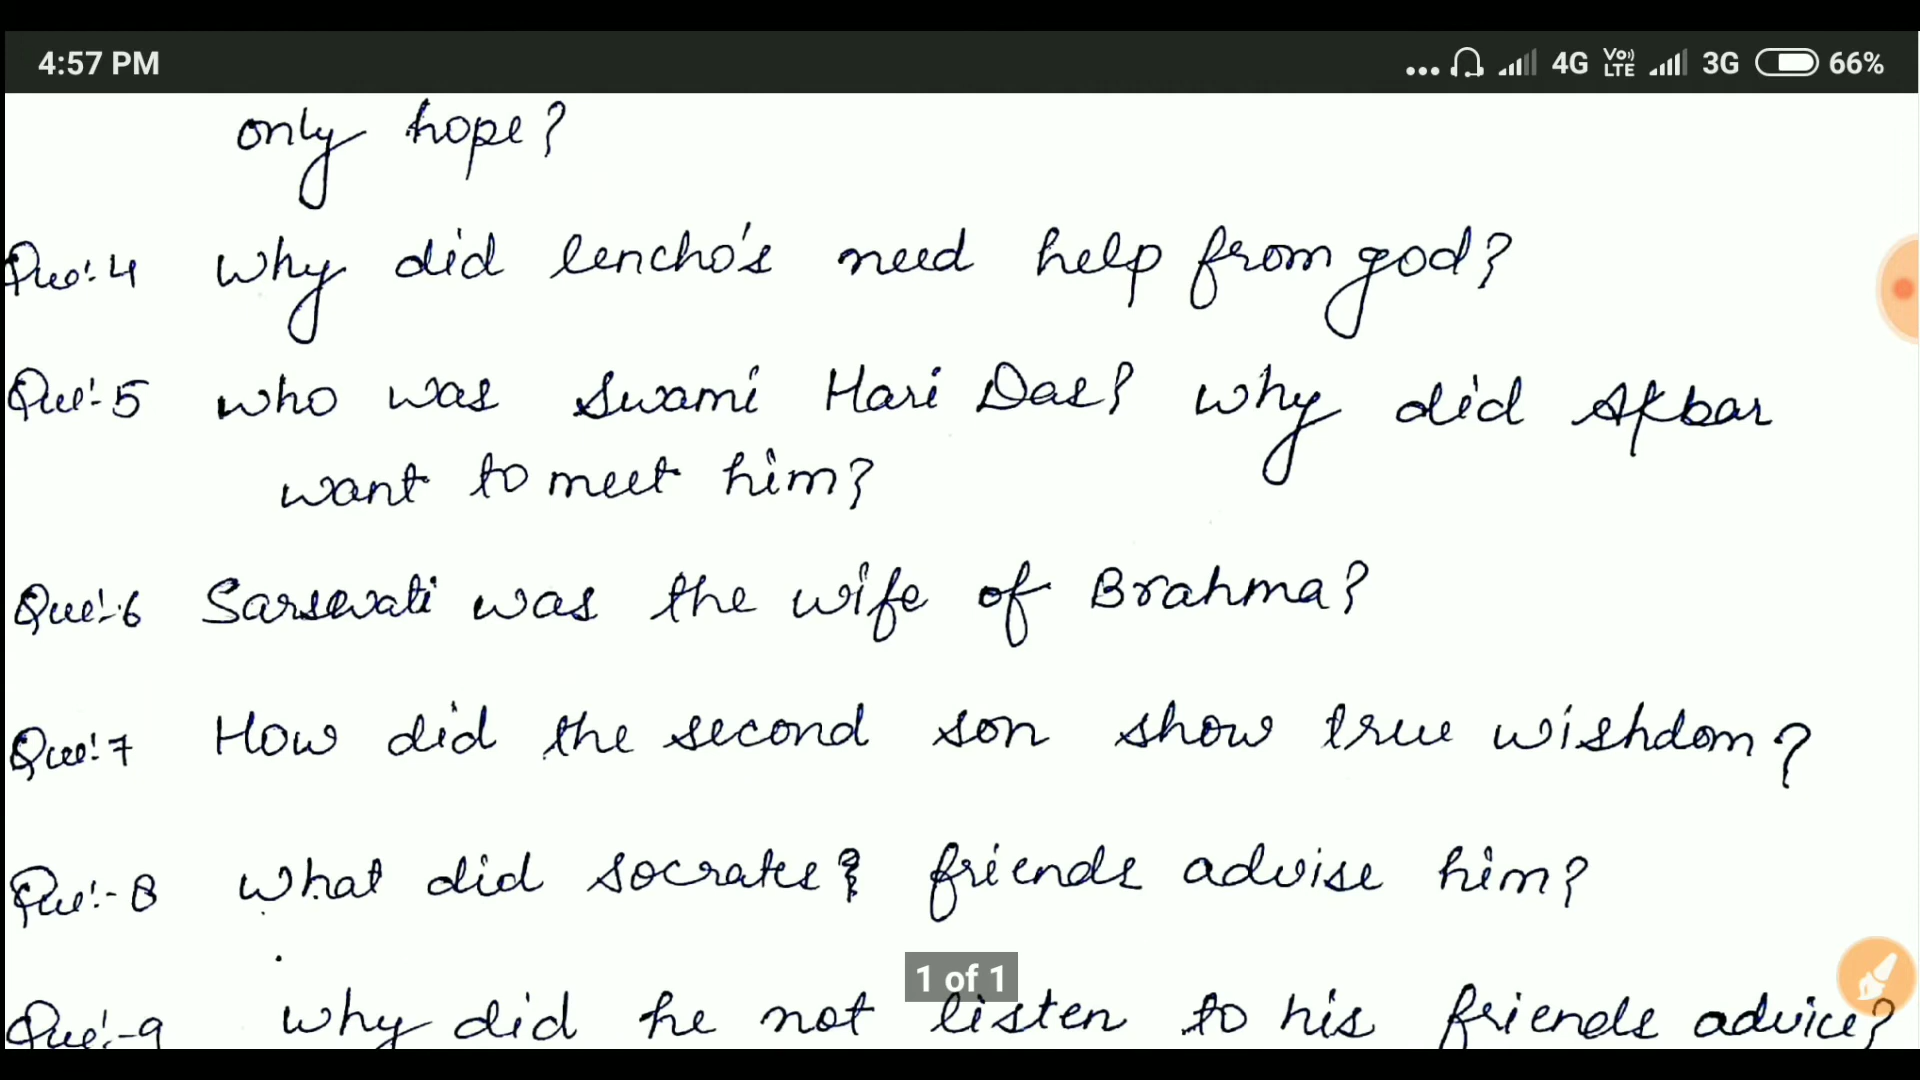 4:57 PM
... 4G Vo)) LTE 3G 66%
only hope?
Que:4 why did lencho's need help from god?
Que:-5 who was Swami Hari Das? why did Akbar
want to meet him?
Que:-6 Sarsevati was the wife of Brahma?
Que:7 How did the second son show true wishdom?
Que:-8 what did socrates? friends advise him?
1 of 1
Que:-9 why did he not listen to his friends advice?